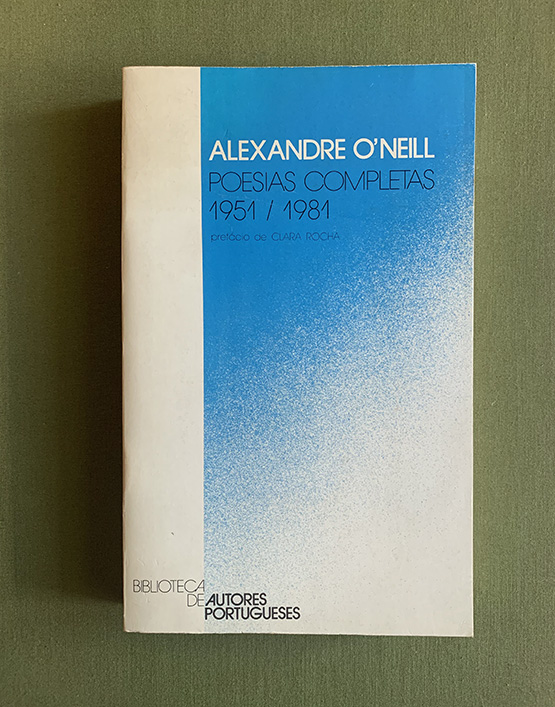 ALEXANDRE O'NEILL
POESIAS COMPLETAS
1951 / 1981
prefácio de CLARA ROCHA
BIBLIOTECA
DE AUTORES
PORTUGUESES